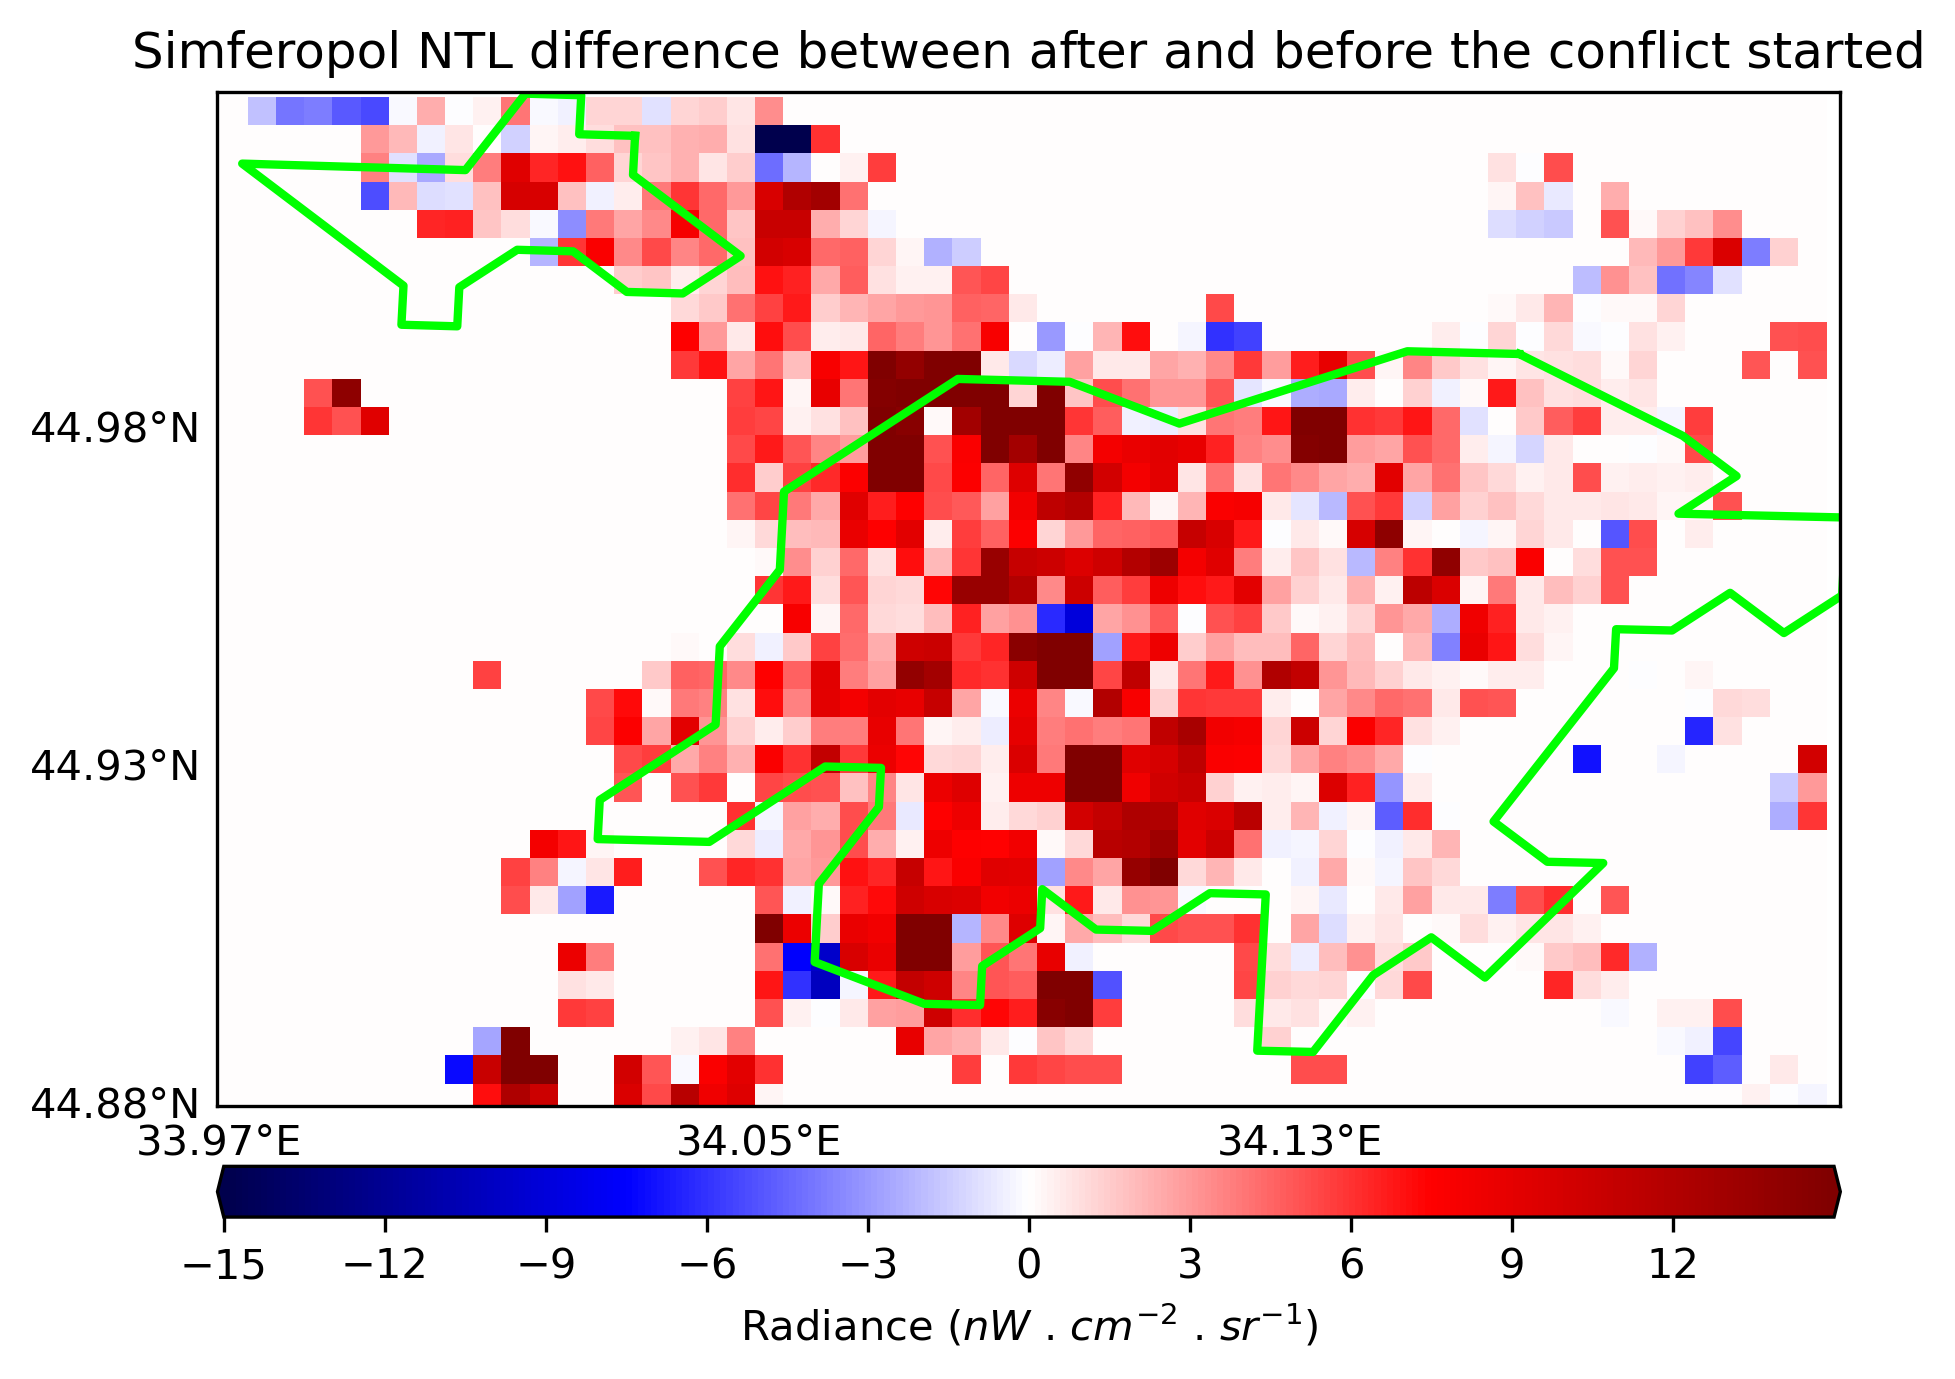 Simferopol NTL difference between after and before the conflict started
44.98°N
44.93°N
44.88°N
33.97°E 34.05°E 34.13°E
−15 −12 −9 −6 −3 0 3 6 9 12
Radiance (nW . cm⁻² . sr⁻¹)